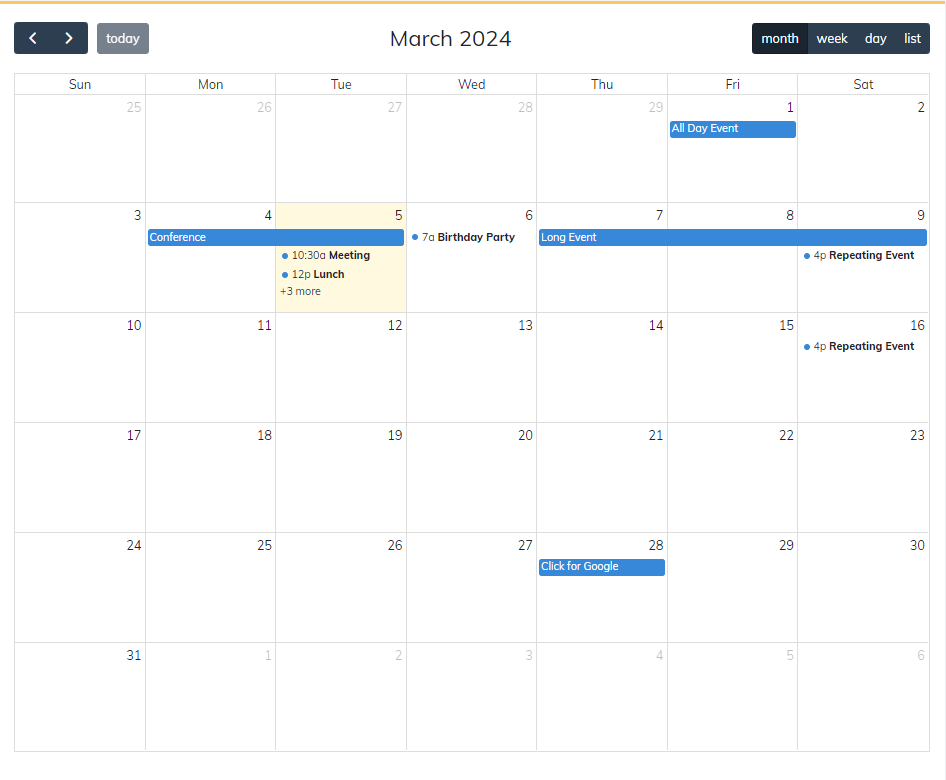 today
March 2024
month week day list
Sun Mon Tue Wed Thu Fri Sat
25 26 27 28 29 1 2
All Day Event
3 4 5 6 7 8 9
Conference 7a Birthday Party Long Event
10:30a Meeting 4p Repeating Event
12p Lunch
+3 more
10 11 12 13 14 15 16
4p Repeating Event
17 18 19 20 21 22 23
24 25 26 27 28 29 30
Click for Google
31 1 2 3 4 5 6